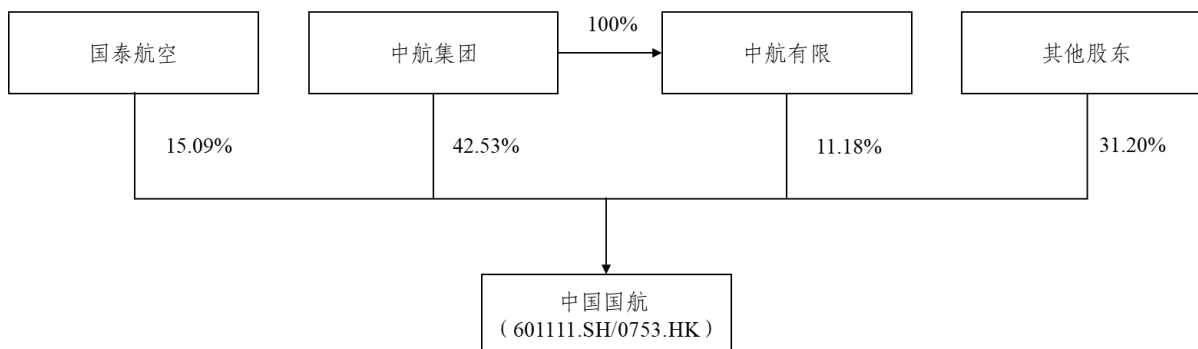 100%
国泰航空
中航集团
中航有限
其他股东
15.09%
42.53%
11.18%
31.20%
中国国航
（601111.SH/0753.HK）